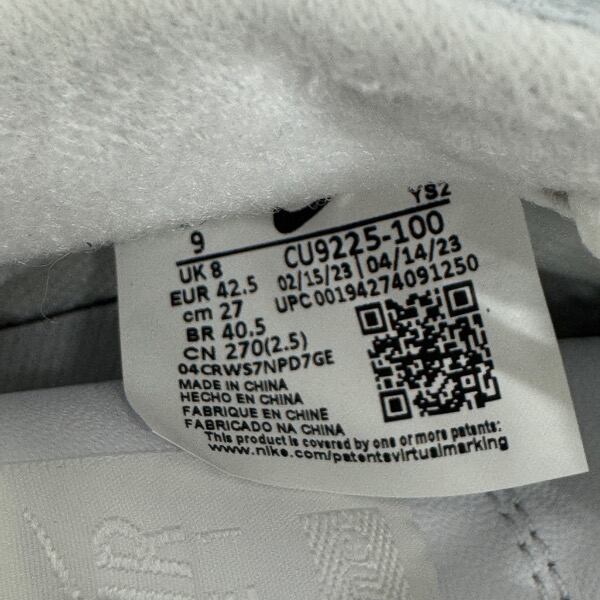 YS2
9
CU9225-100
UK 8
02/15/23 | 04/14/23
EUR 42.5
UPC 00194274091250
cm 27
BR 40.5
CN 270(2.5)
04CRWS7NPD7GE
MADE IN CHINA
HECHO EN CHINA
FABRIQUE EN CHINE
FABRICADO NA CHINA
This product is covered by one or more patents:
www.nike.com/patentsvirtualmarking